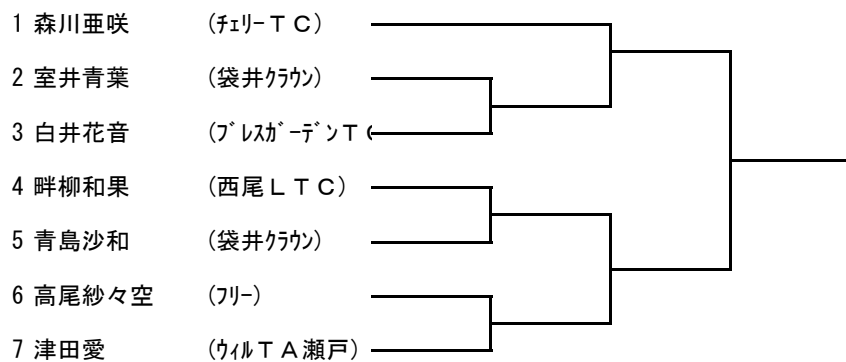 1 森川亜咲 (ﾁｪﾘｰＴＣ)
2 室井青葉 (袋井ｸﾗｳﾝ)
3 白井花音 (ﾌﾞﾚｽｶﾞｰﾃﾞﾝＴ
4 畔柳和果 (西尾ＬＴＣ)
5 青島沙和 (袋井ｸﾗｳﾝ)
6 高尾紗々空 (ﾌﾘｰ)
7 津田愛 (ｳｨﾙＴＡ瀬戸)